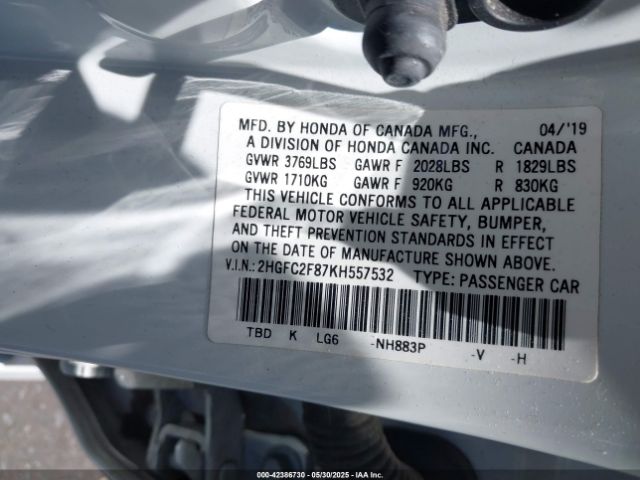 MFD. BY HONDA OF CANADA MFG., 04/'19
A DIVISION OF HONDA CANADA INC. CANADA
GVWR 3769LBS GAWR F 2028LBS R 1829LBS
GVWR 1710KG GAWR F 920KG R 830KG
THIS VEHICLE CONFORMS TO ALL APPLICABLE
FEDERAL MOTOR VEHICLE SAFETY, BUMPER,
AND THEFT PREVENTION STANDARDS IN EFFECT
ON THE DATE OF MANUFACTURE SHOWN ABOVE.
V.I.N.: 2HGFC2F87KH557532 TYPE: PASSENGER CAR
TBD K LG6 -NH883P -V -H
000-42386730 - 05/30/2025 - IAA Inc.